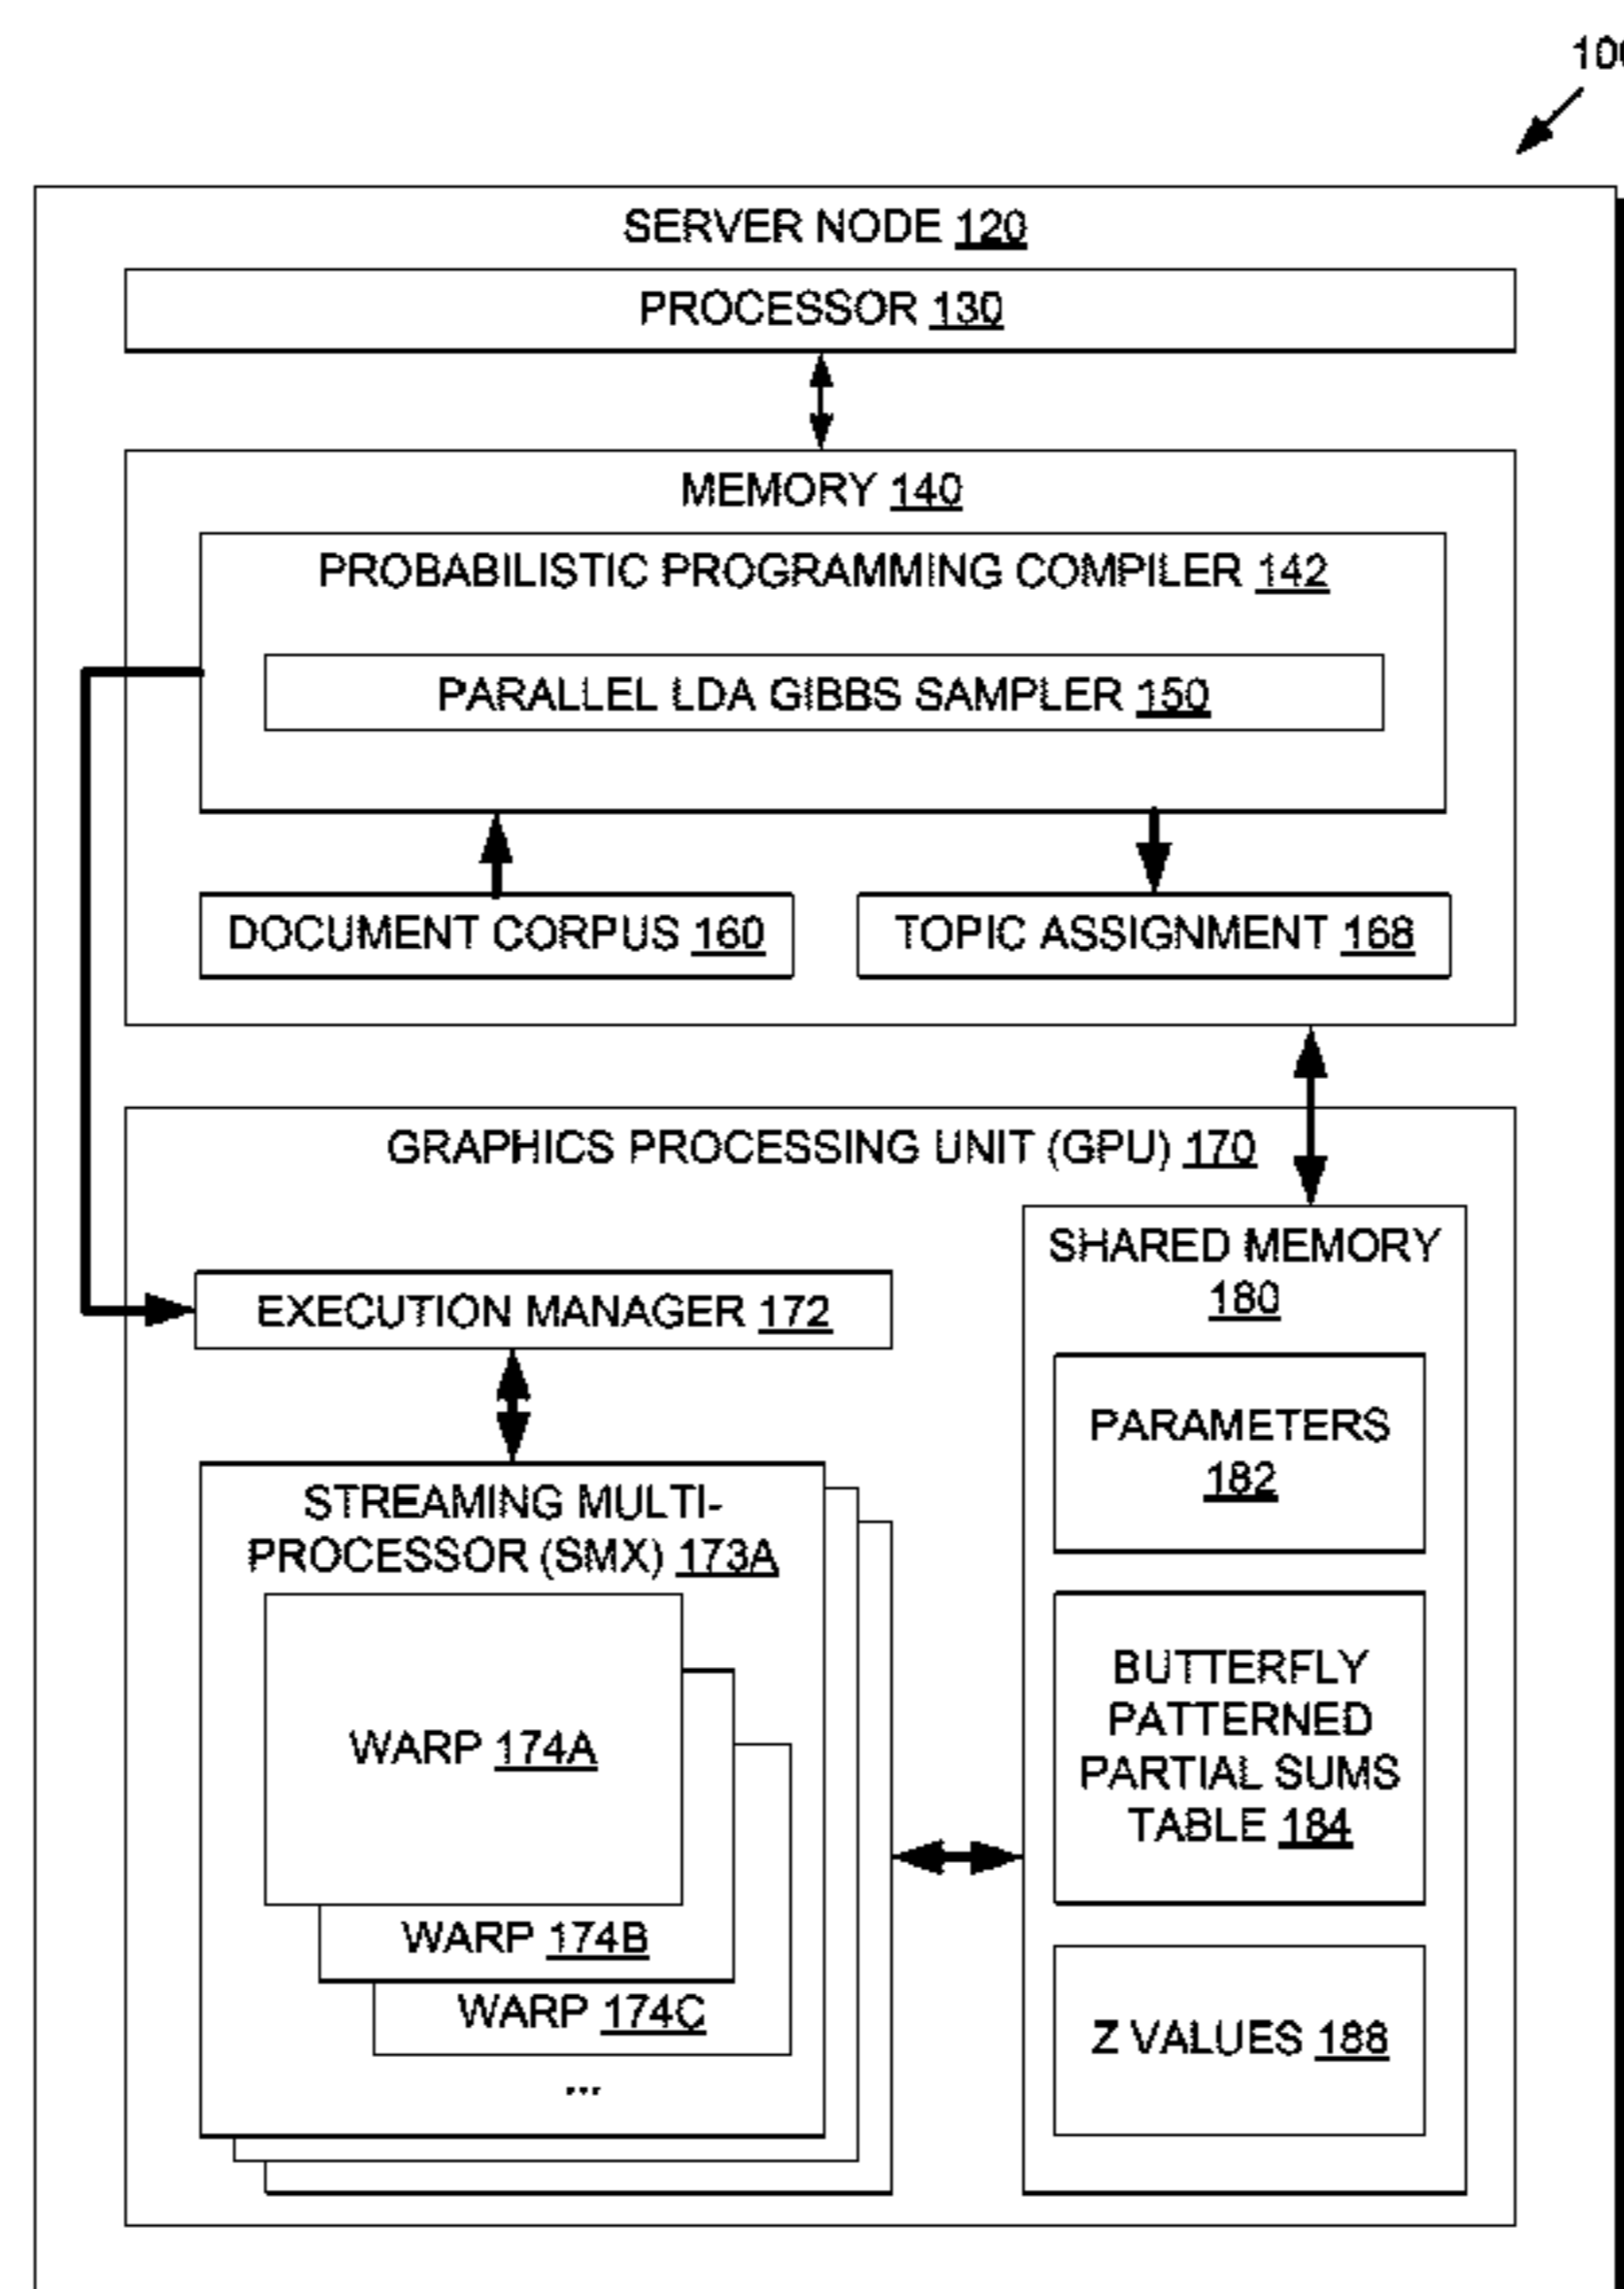 100
SERVER NODE 120
PROCESSOR 130
MEMORY 140
PROBABILISTIC PROGRAMMING COMPILER 142
PARALLEL LDA GIBBS SAMPLER 150
DOCUMENT CORPUS 160
TOPIC ASSIGNMENT 168
GRAPHICS PROCESSING UNIT (GPU) 170
EXECUTION MANAGER 172
STREAMING MULTI-
PROCESSOR (SMX) 173A
WARP 174A
WARP 174B
WARP 174C
...
SHARED MEMORY
180
PARAMETERS
182
BUTTERFLY
PATTERNED
PARTIAL SUMS
TABLE 184
Z VALUES 188